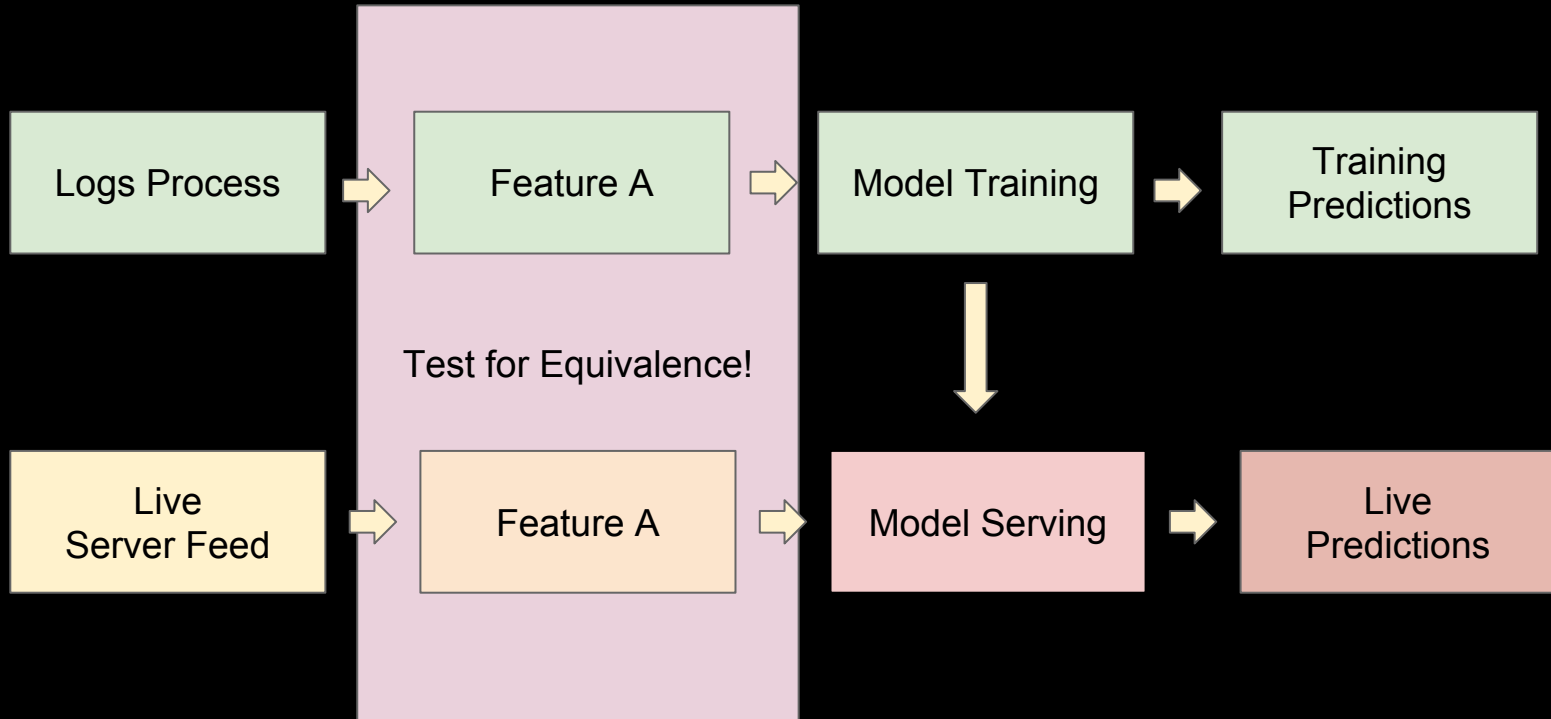 Logs Process
Feature A
Model Training
Training
Predictions
Test for Equivalence!
Live
Server Feed
Feature A
Model Serving
Live
Predictions